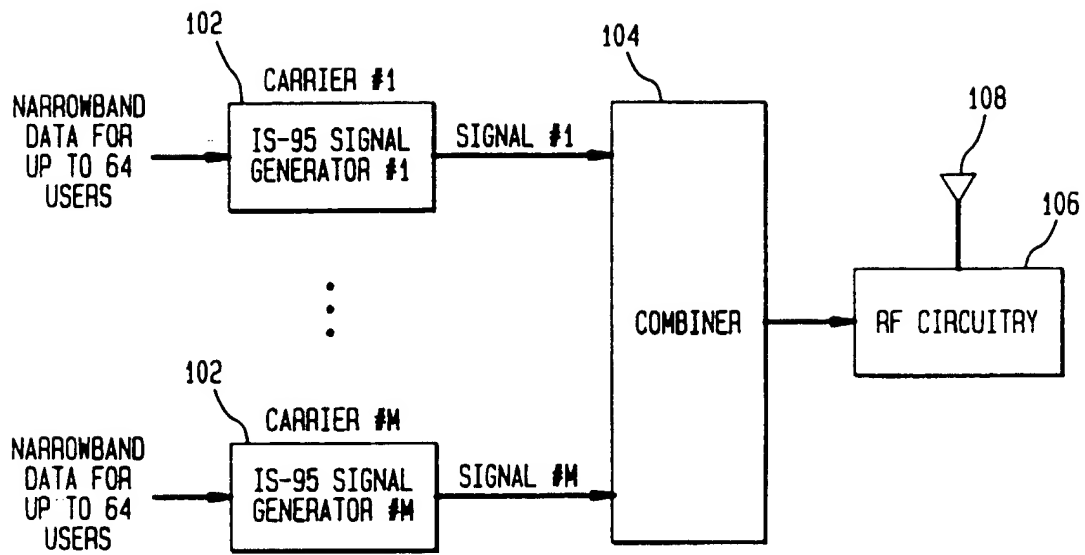 102
CARRIER #1
NARROWBAND
DATA FOR
UP TO 64
USERS
IS-95 SIGNAL
GENERATOR #1
SIGNAL #1
104
COMBINER
108
106
RF CIRCUITRY
102
CARRIER #M
NARROWBAND
DATA FOR
UP TO 64
USERS
IS-95 SIGNAL
GENERATOR #M
SIGNAL #M